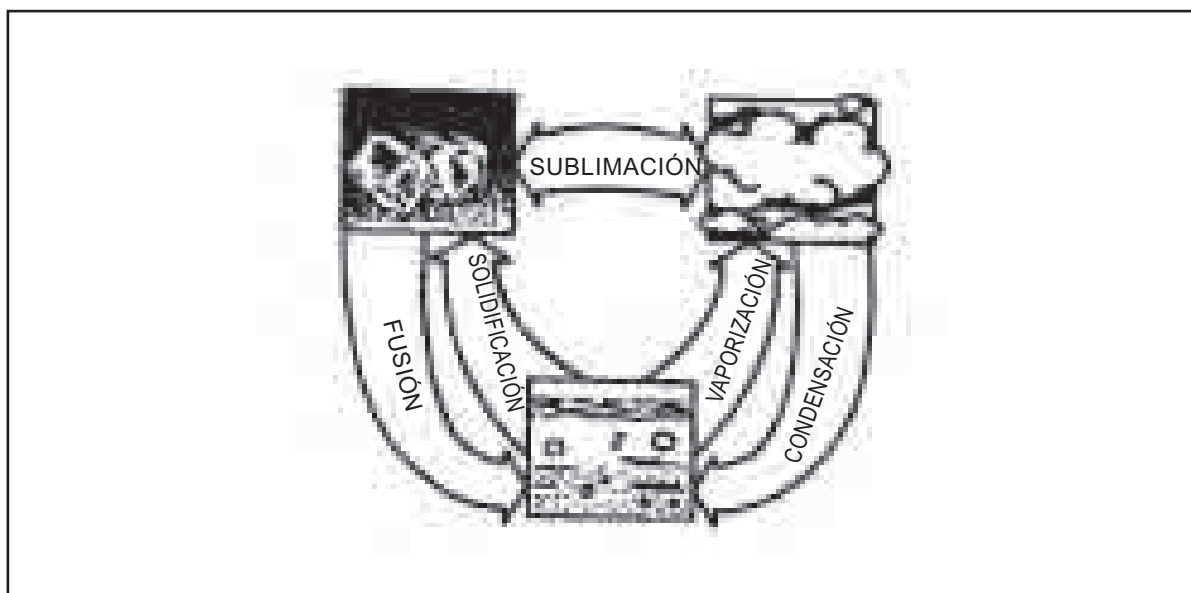 SUBLIMACIÓN
SOLIDIFICACIÓN
VAPORIZACIÓN
FUSIÓN
CONDENSACIÓN